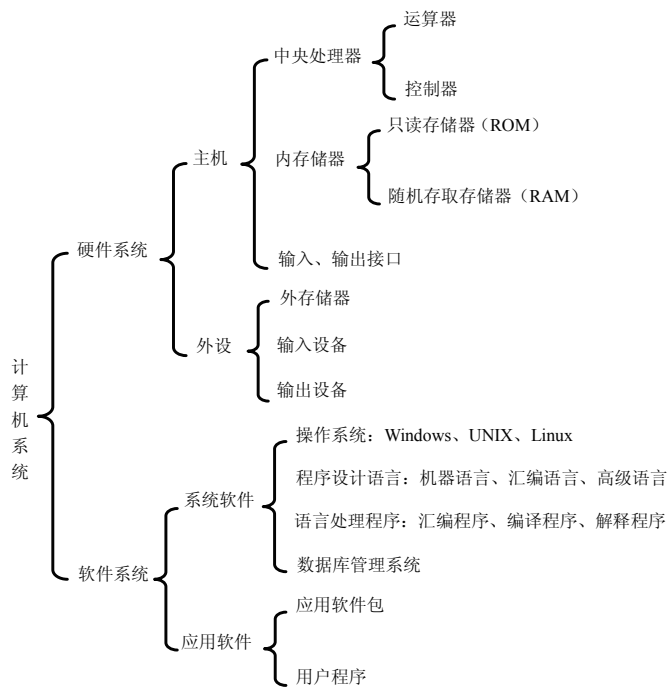 计算机系统
硬件系统
主机
中央处理器
运算器
控制器
内存储器
只读存储器（ROM）
随机存取存储器（RAM）
输入、输出接口
外设
外存储器
输入设备
输出设备
软件系统
系统软件
操作系统：Windows、UNIX、Linux
程序设计语言：机器语言、汇编语言、高级语言
语言处理程序：汇编程序、编译程序、解释程序
数据库管理系统
应用软件
应用软件包
用户程序